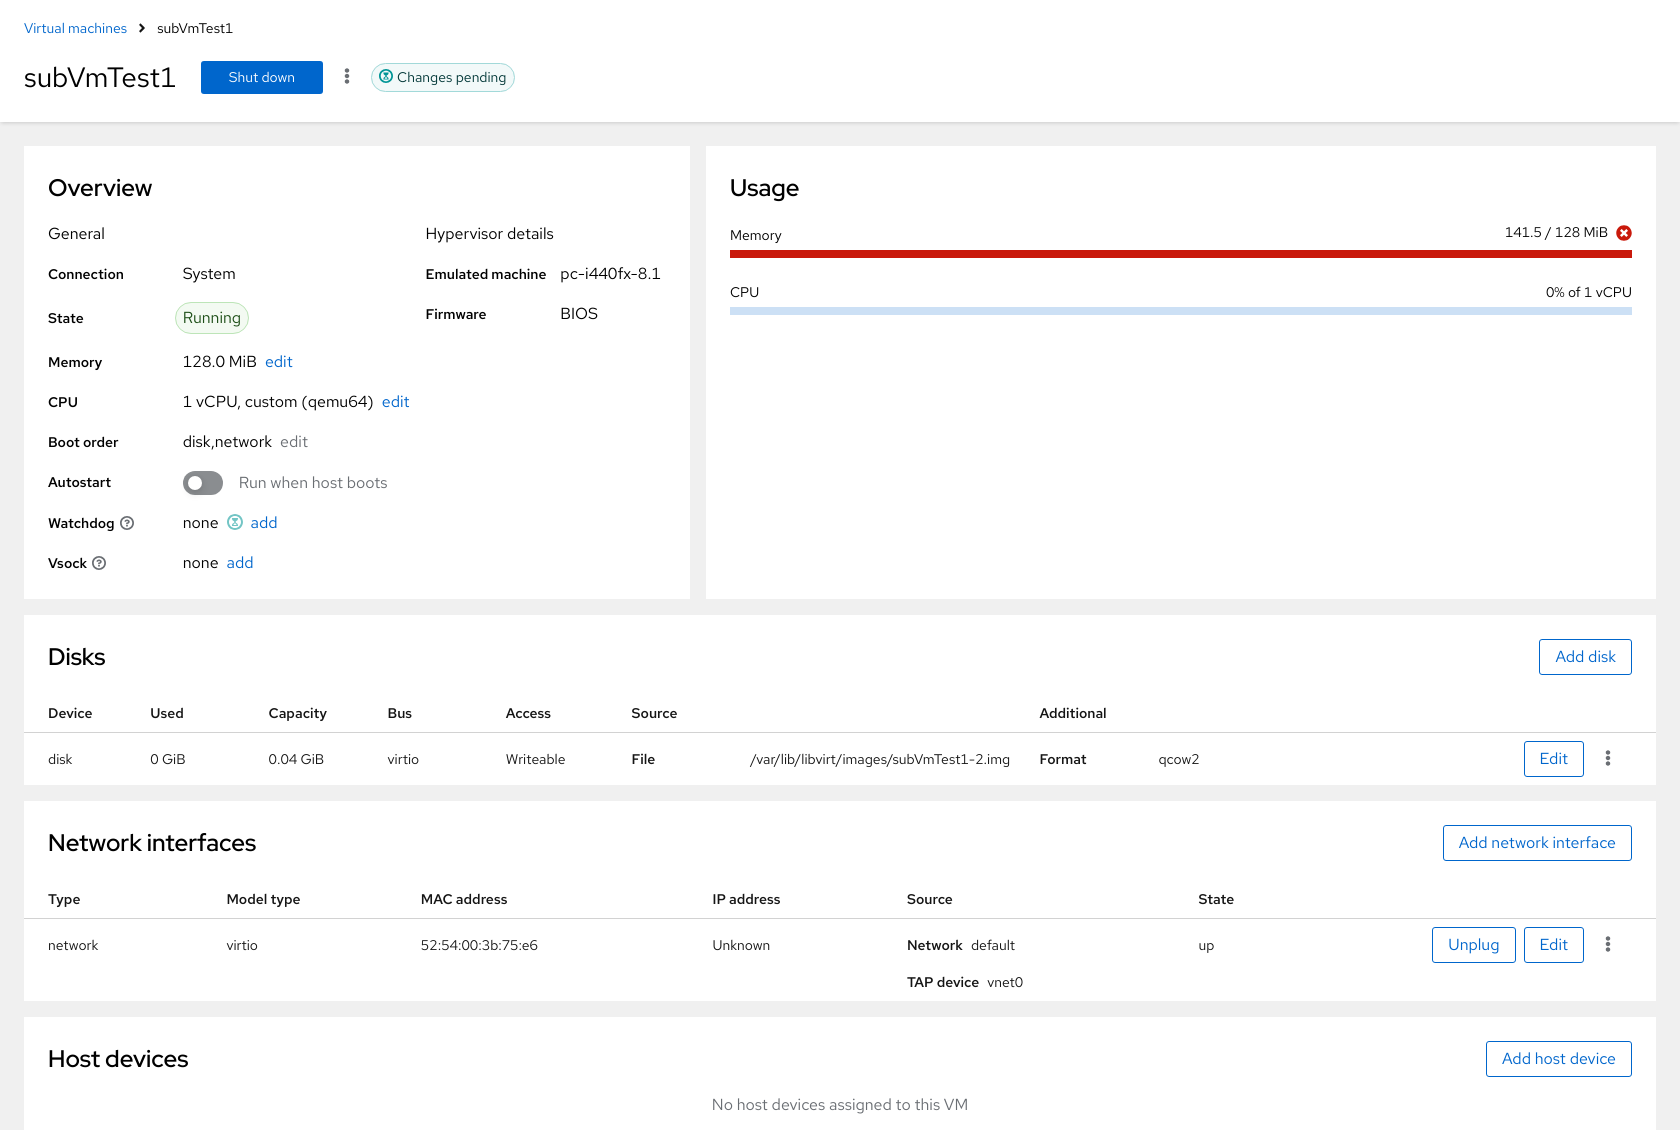 Virtual machines subVmTest1
subVmTest1 Shut down Changes pending
Overview
General
Connection System
State Running
Memory 128.0 MiB edit
CPU 1 vCPU, custom (qemu64) edit
Boot order disk,network edit
Autostart Run when host boots
Watchdog none add
Vsock none add
Hypervisor details
Emulated machine pc-i440fx-8.1
Firmware BIOS
Usage
Memory 141.5 / 128 MiB
CPU 0% of 1 vCPU
Disks Add disk
Device Used Capacity Bus Access Source Additional
disk 0 GiB 0.04 GiB virtio Writeable File /var/lib/libvirt/images/subVmTest1-2.img Format qcow2 Edit
Network interfaces Add network interface
Type Model type MAC address IP address Source State
network virtio 52:54:00:3b:75:e6 Unknown Network default up Unplug Edit
TAP device vnet0
Host devices Add host device
No host devices assigned to this VM